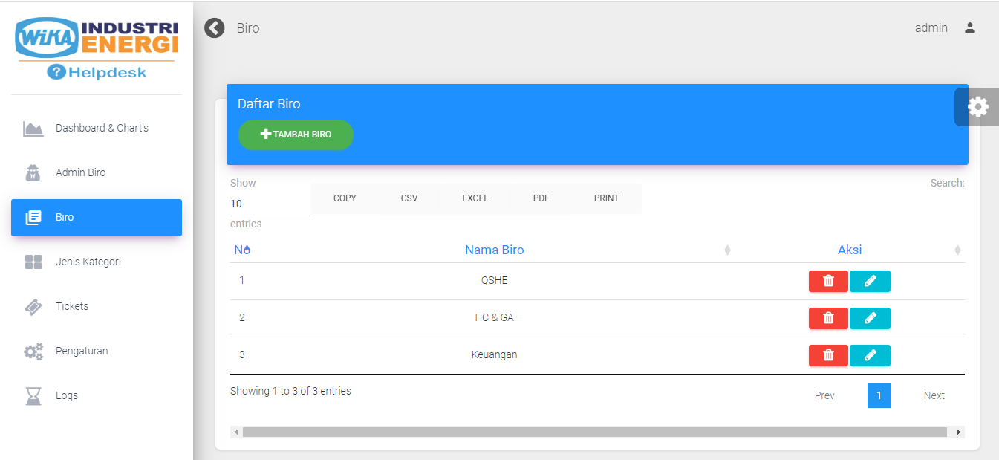 WiKA INDUSTRI
ENERGI
? Helpdesk
Biro
admin
Dashboard & Chart's
Admin Biro
Biro
Jenis Kategori
Tickets
Pengaturan
Logs
Daftar Biro
TAMBAH BIRO
Show
10
entries
COPY CSV EXCEL PDF PRINT
Search:
No Nama Biro Aksi
1 QSHE
2 HC & GA
3 Keuangan
Showing 1 to 3 of 3 entries
Prev 1 Next